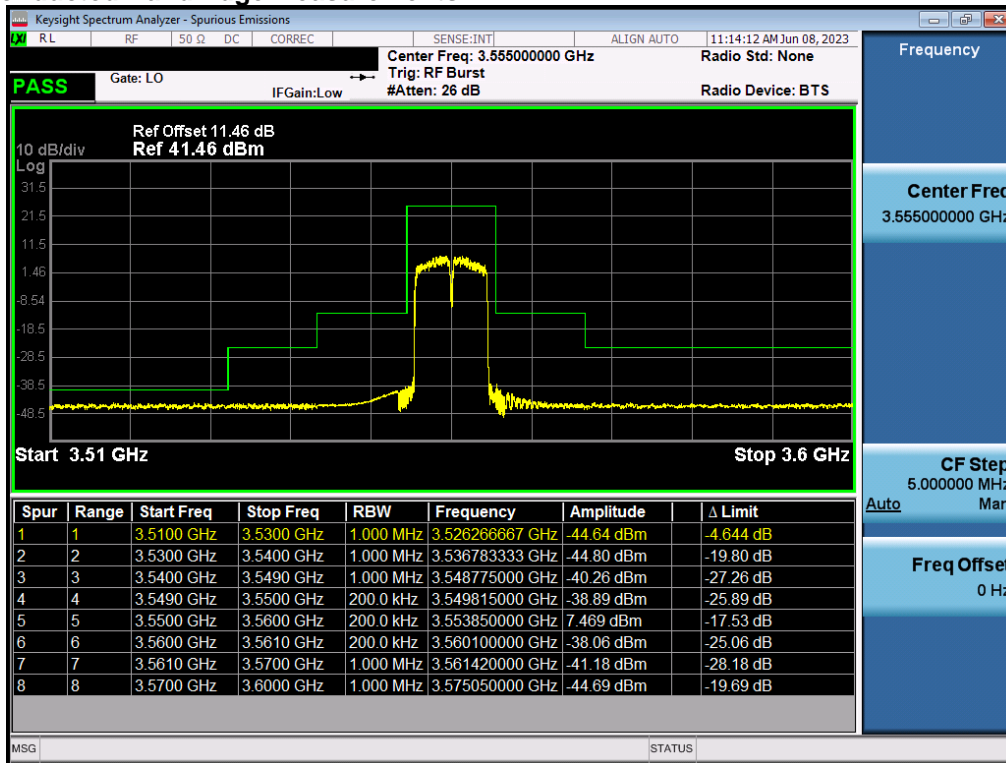 Keysight Spectrum Analyzer - Spurious Emissions
LXI RL RF 50 Ω DC CORREC SENSE:INT ALIGN AUTO 11:14:12 AM Jun 08, 2023
Center Freq: 3.555000000 GHz Radio Std: None
PASS Gate: LO Trig: RF Burst
IFGain:Low #Atten: 26 dB Radio Device: BTS
Frequency
Ref Offset 11.46 dB
10 dB/div Ref 41.46 dBm
Log
31.5
21.5
11.5
1.46
-8.54
-18.5
-28.5
-38.5
-48.5
Start 3.51 GHz Stop 3.6 GHz
Center Freq
3.555000000 GHz
CF Step
5.000000 MHz
Auto Man
Freq Offset
0 Hz
Spur Range Start Freq Stop Freq RBW Frequency Amplitude Δ Limit
1 1 3.5100 GHz 3.5300 GHz 1.000 MHz 3.526266667 GHz -44.64 dBm -4.644 dB
2 2 3.5300 GHz 3.5400 GHz 1.000 MHz 3.536783333 GHz -44.80 dBm -19.80 dB
3 3 3.5400 GHz 3.5490 GHz 1.000 MHz 3.548775000 GHz -40.26 dBm -27.26 dB
4 4 3.5490 GHz 3.5500 GHz 200.0 kHz 3.549815000 GHz -38.89 dBm -25.89 dB
5 5 3.5500 GHz 3.5600 GHz 200.0 kHz 3.553850000 GHz 7.469 dBm -17.53 dB
6 6 3.5600 GHz 3.5610 GHz 200.0 kHz 3.560100000 GHz -38.06 dBm -25.06 dB
7 7 3.5610 GHz 3.5700 GHz 1.000 MHz 3.561420000 GHz -41.18 dBm -28.18 dB
8 8 3.5700 GHz 3.6000 GHz 1.000 MHz 3.575050000 GHz -44.69 dBm -19.69 dB
MSG STATUS